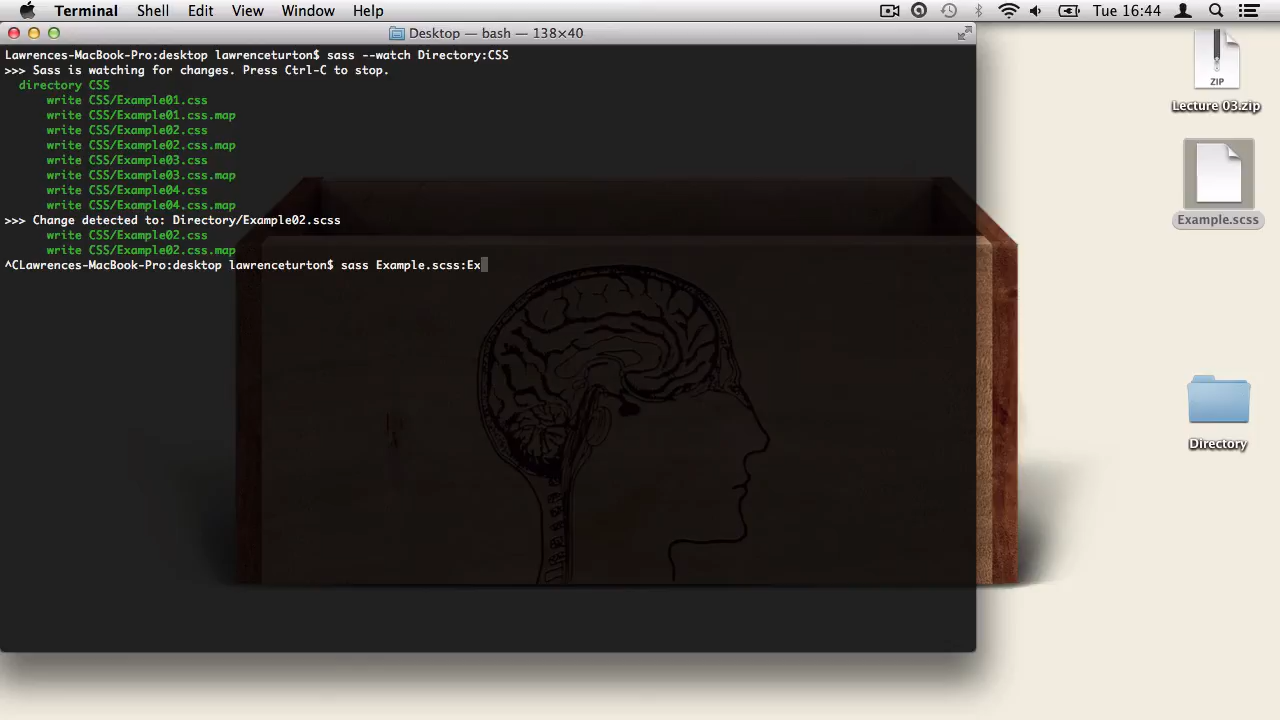 Terminal Shell Edit View Window Help Tue 16:44
Desktop — bash — 138×40
Lawrences-MacBook-Pro:desktop lawrenceturton$ sass --watch Directory:CSS
>>> Sass is watching for changes. Press Ctrl-C to stop.
directory CSS
write CSS/Example01.css
write CSS/Example01.css.map
write CSS/Example02.css
write CSS/Example02.css.map
write CSS/Example03.css
write CSS/Example03.css.map
write CSS/Example04.css
write CSS/Example04.css.map
>>> Change detected to: Directory/Example02.scss
write CSS/Example02.css
write CSS/Example02.css.map
^CLawrences-MacBook-Pro:desktop lawrenceturton$ sass Example.scss:Ex
ZIP
Lecture 03.zip
Example.scss
Directory